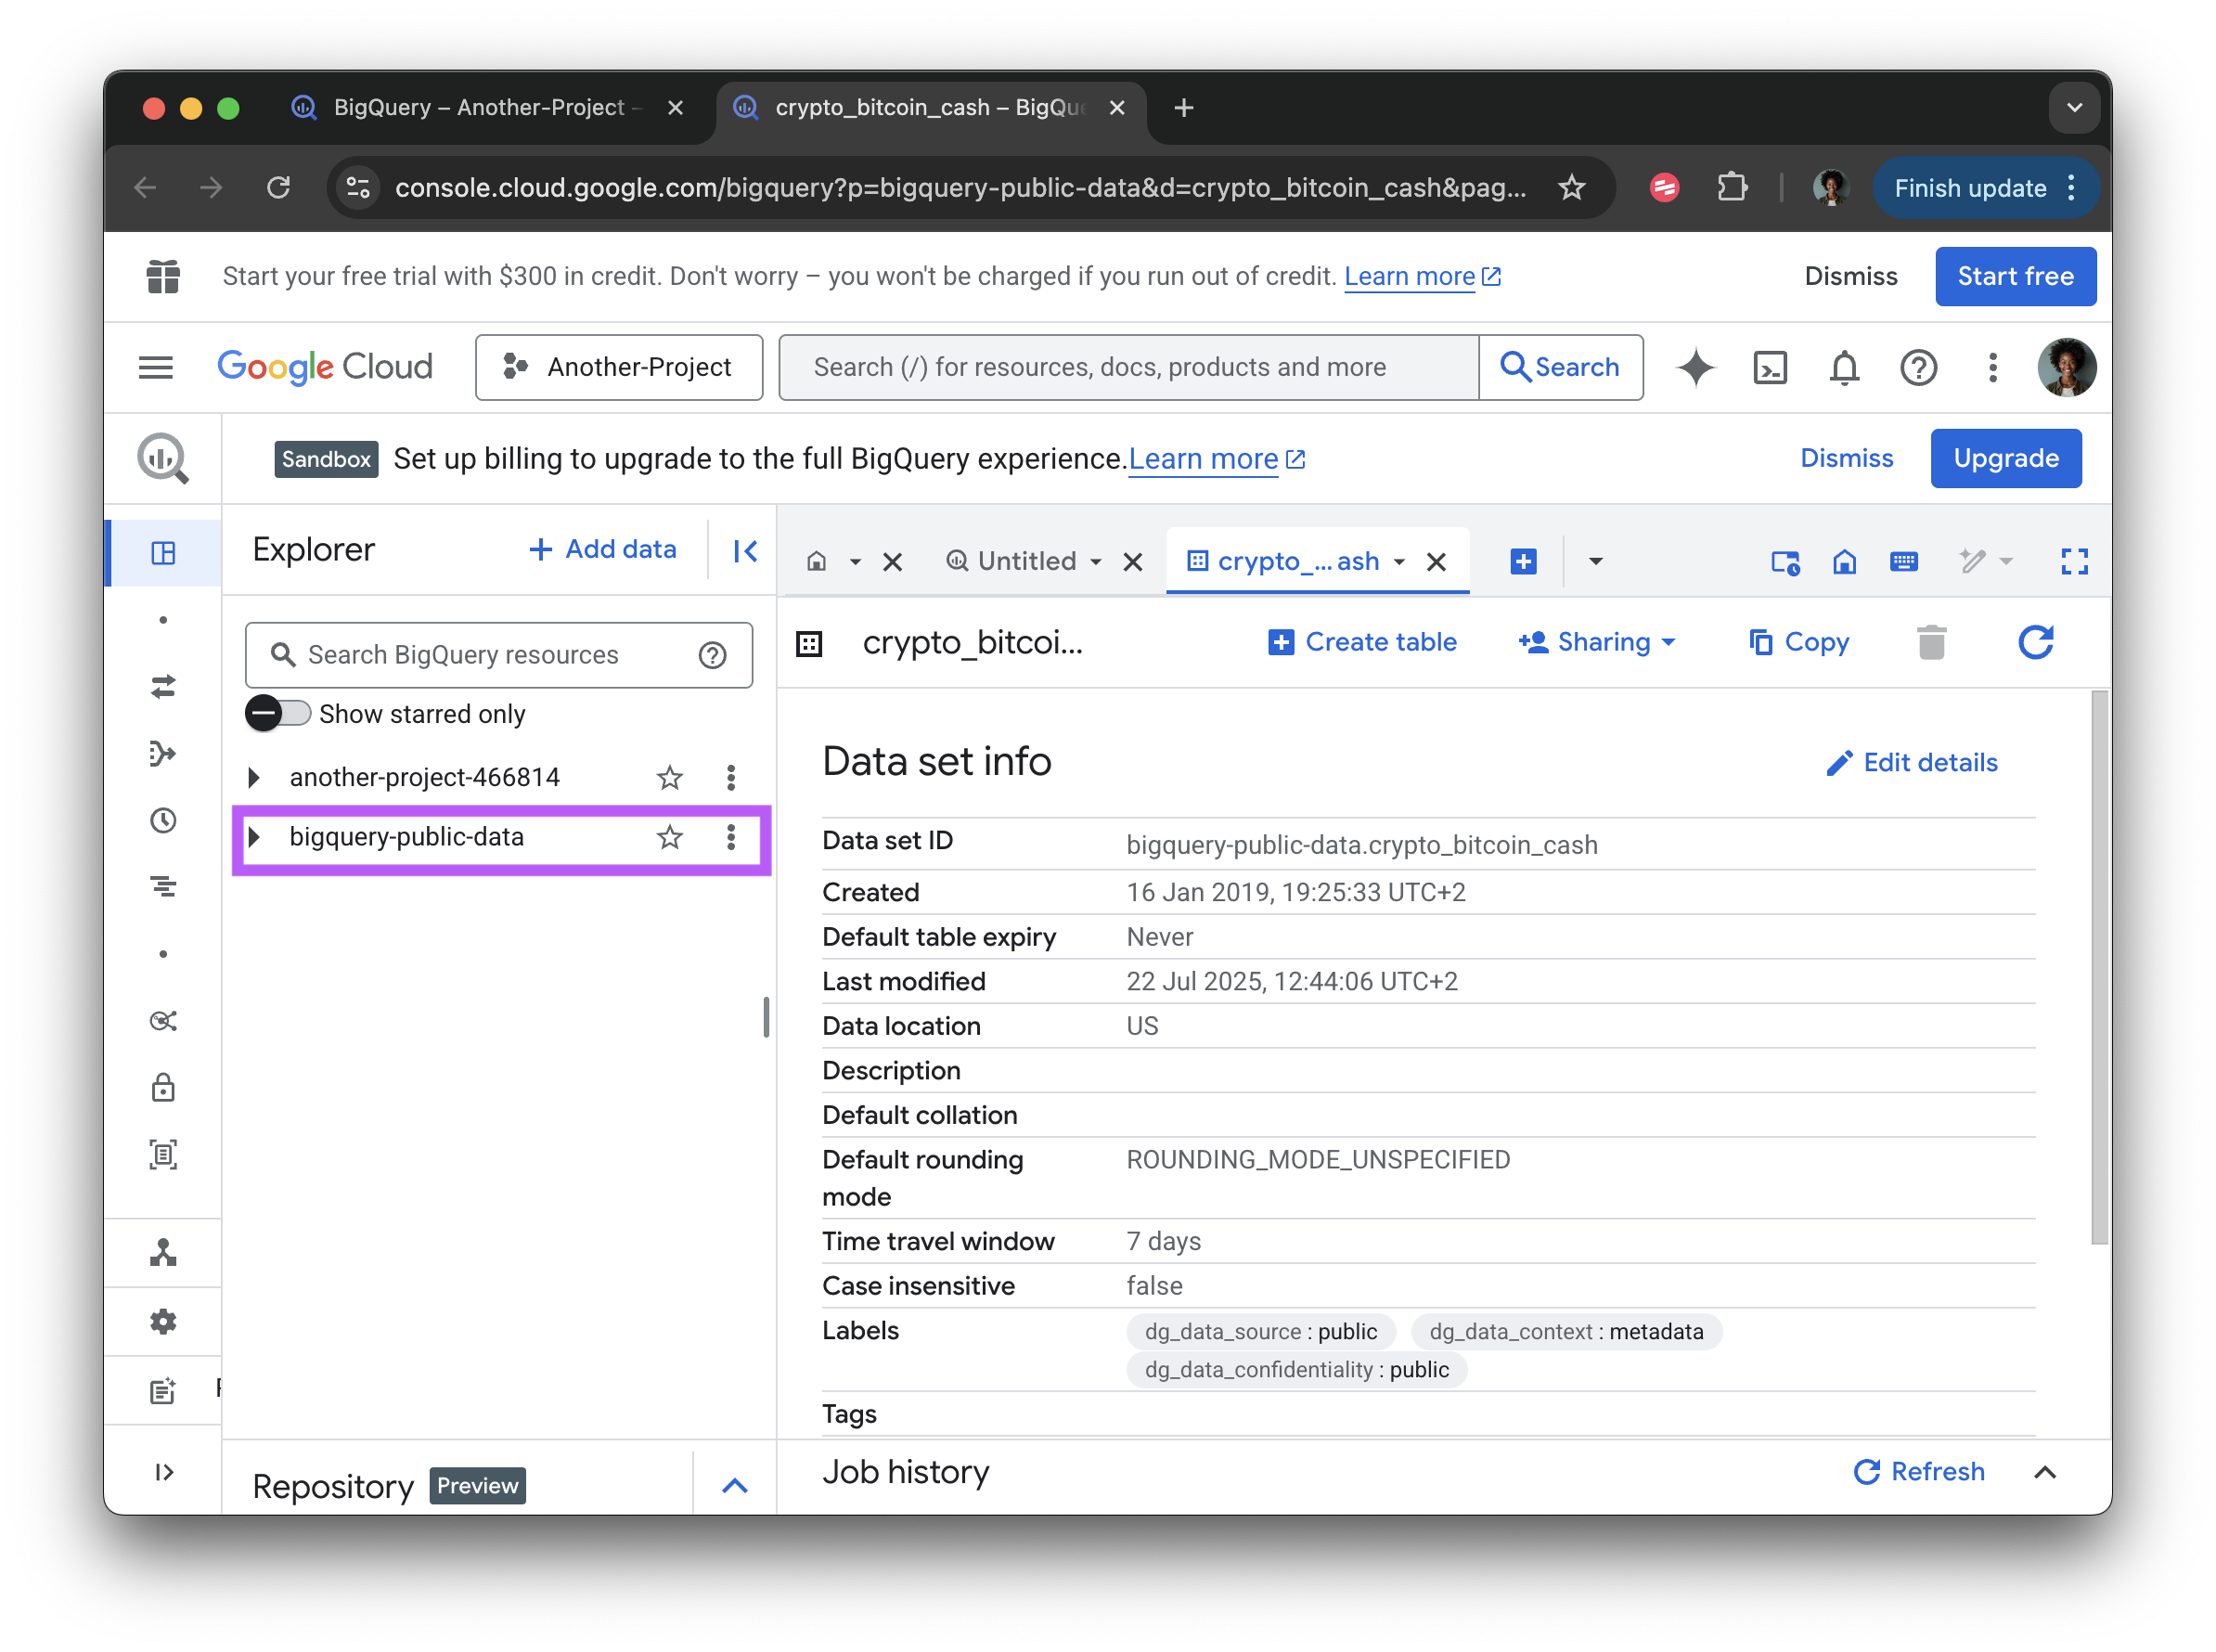 BigQuery – Another-Project –
crypto_bitcoin_cash – BigQue
console.cloud.google.com/bigquery?p=bigquery-public-data&d=crypto_bitcoin_cash&pag...
Finish update
Start your free trial with $300 in credit. Don't worry – you won't be charged if you run out of credit. Learn more
Dismiss
Start free
Google Cloud
Another-Project
Search (/) for resources, docs, products and more
Search
Sandbox
Set up billing to upgrade to the full BigQuery experience. Learn more
Dismiss
Upgrade
Explorer
+ Add data
Search BigQuery resources
Show starred only
another-project-466814
bigquery-public-data
Repository
Preview
Untitled
crypto_... ash
crypto_bitcoi...
Create table
Sharing
Copy
Data set info
Edit details
Data set ID bigquery-public-data.crypto_bitcoin_cash
Created 16 Jan 2019, 19:25:33 UTC+2
Default table expiry Never
Last modified 22 Jul 2025, 12:44:06 UTC+2
Data location US
Description
Default collation
Default rounding ROUNDING_MODE_UNSPECIFIED
mode
Time travel window 7 days
Case insensitive false
Labels dg_data_source : public dg_data_context : metadata
dg_data_confidentiality : public
Tags
Job history
Refresh